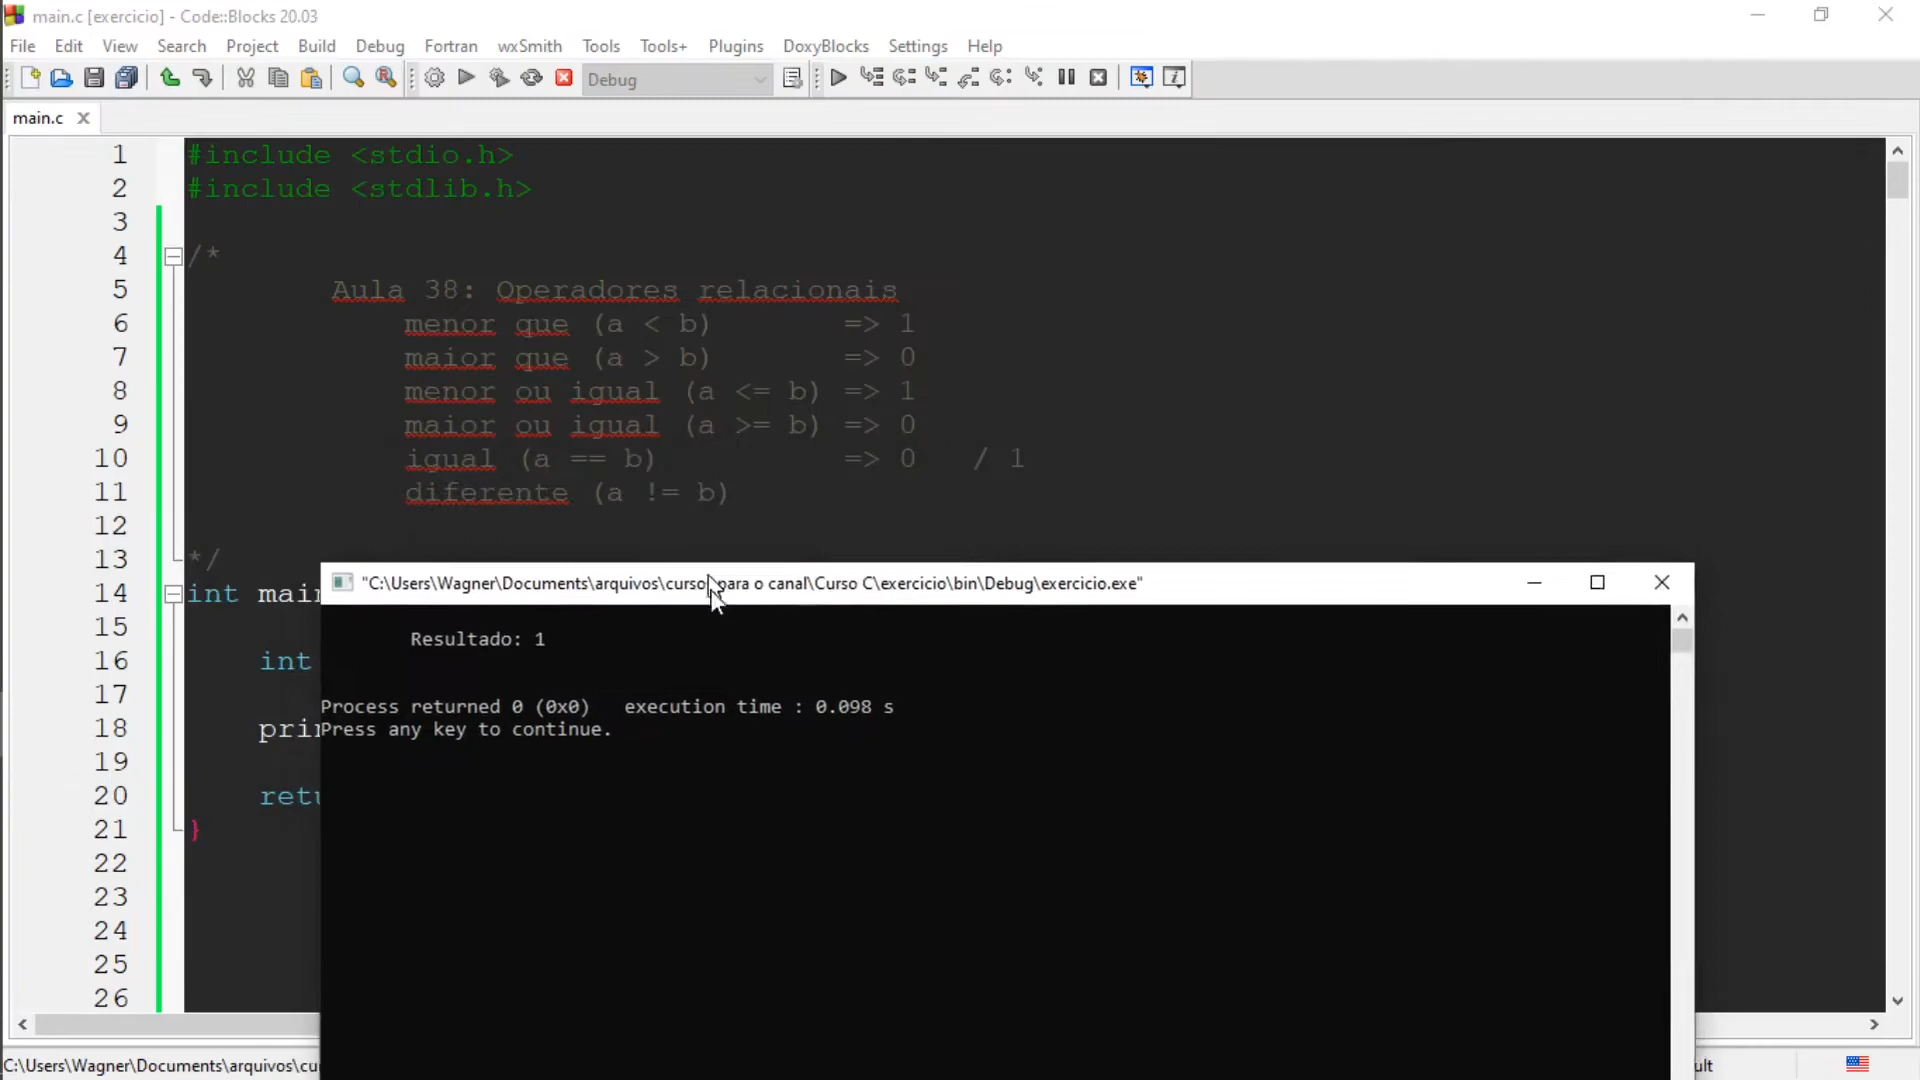 main.c [exercicio] - Code::Blocks 20.03
File Edit View Search Project Build Debug Fortran wxSmith Tools Tools+ Plugins DoxyBlocks Settings Help
Debug
main.c
1 #include <stdio.h>
2 #include <stdlib.h>
3
4 /*
5 Aula 38: Operadores relacionais
6 menor que (a < b) => 1
7 maior que (a > b) => 0
8 menor ou igual (a <= b) => 1
9 maior ou igual (a >= b) => 0
10 igual (a == b) => 0 / 1
11 diferente (a != b)
12
13 */
14 int main
15
16 int
17
18 prin
19
20 retu
21 }
22
23
24
25
26
"C:\Users\Wagner\Documents\arquivos\curso para o canal\Curso C\exercicio\bin\Debug\exercicio.exe"
Resultado: 1
Process returned 0 (0x0) execution time : 0.098 s
Press any key to continue.
C:\Users\Wagner\Documents\arquivos\cu
ult